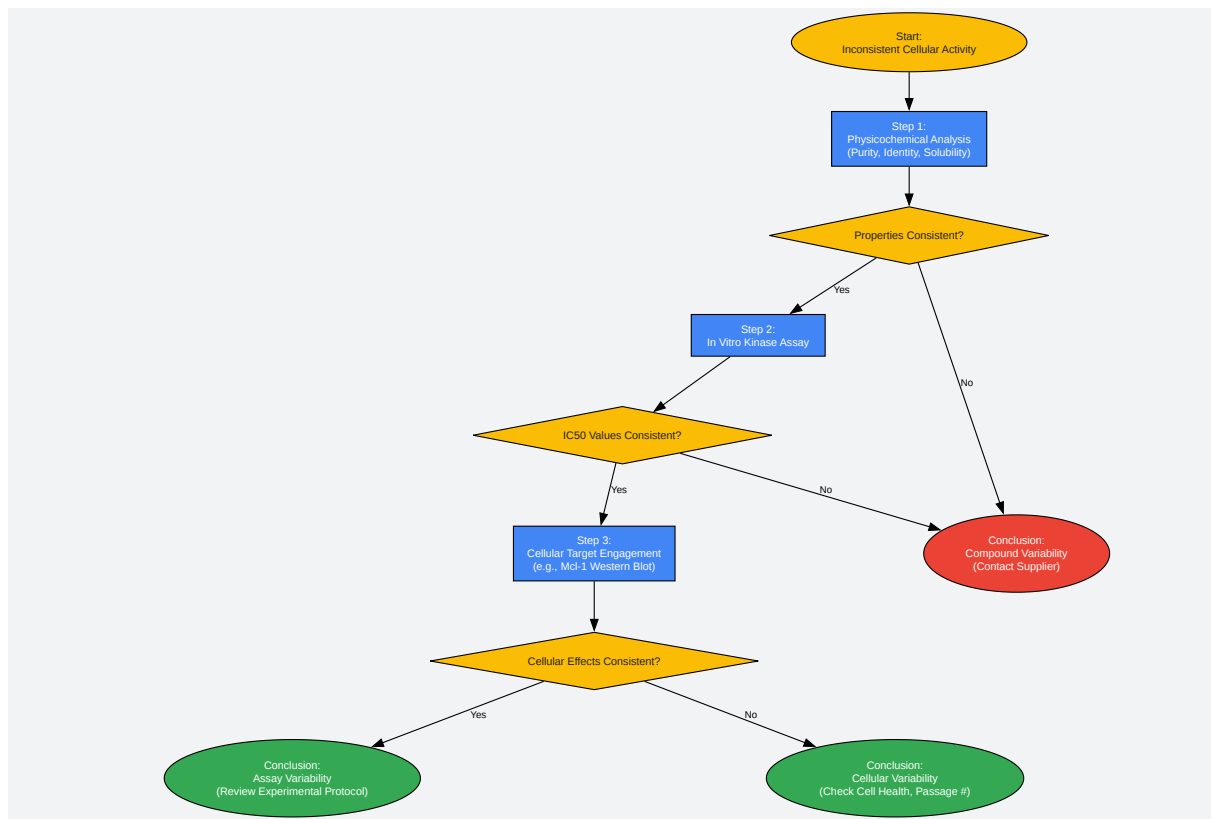 Start:
Inconsistent Cellular Activity
Step 1:
Physicochemical Analysis
(Purity, Identity, Solubility)
Properties Consistent?
Yes
Step 2:
In Vitro Kinase Assay
No
IC50 Values Consistent?
Yes
No
Step 3:
Cellular Target Engagement
(e.g., Mcl-1 Western Blot)
Conclusion:
Compound Variability
(Contact Supplier)
Cellular Effects Consistent?
Yes
No
Conclusion:
Assay Variability
(Review Experimental Protocol)
Conclusion:
Cellular Variability
(Check Cell Health, Passage #)